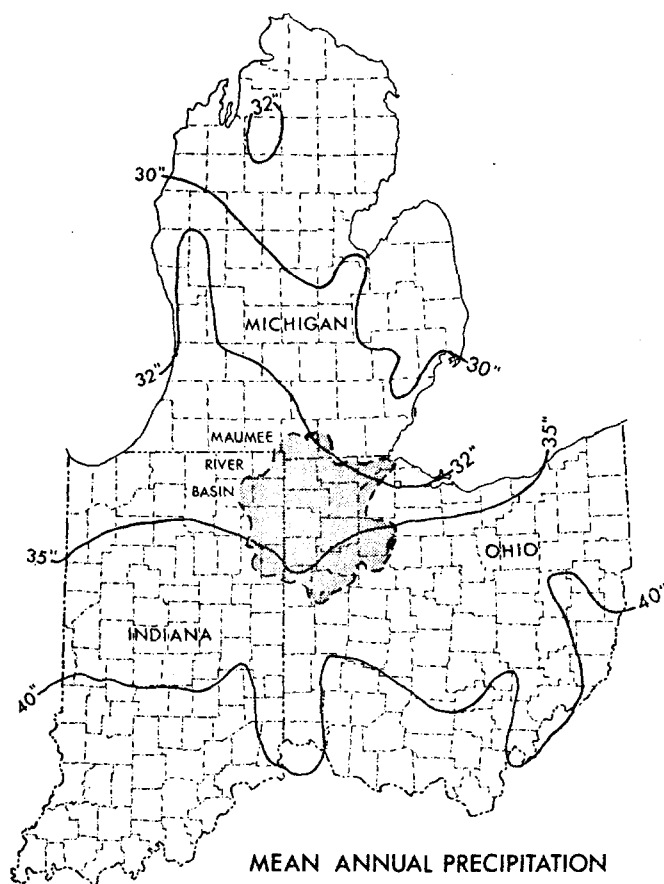 32"
30"
MICHIGAN
30"
32"
MAUMEE
RIVER
BASIN
32"
35"
35"
OHIO
INDIANA
40"
40"
MEAN ANNUAL PRECIPITATION